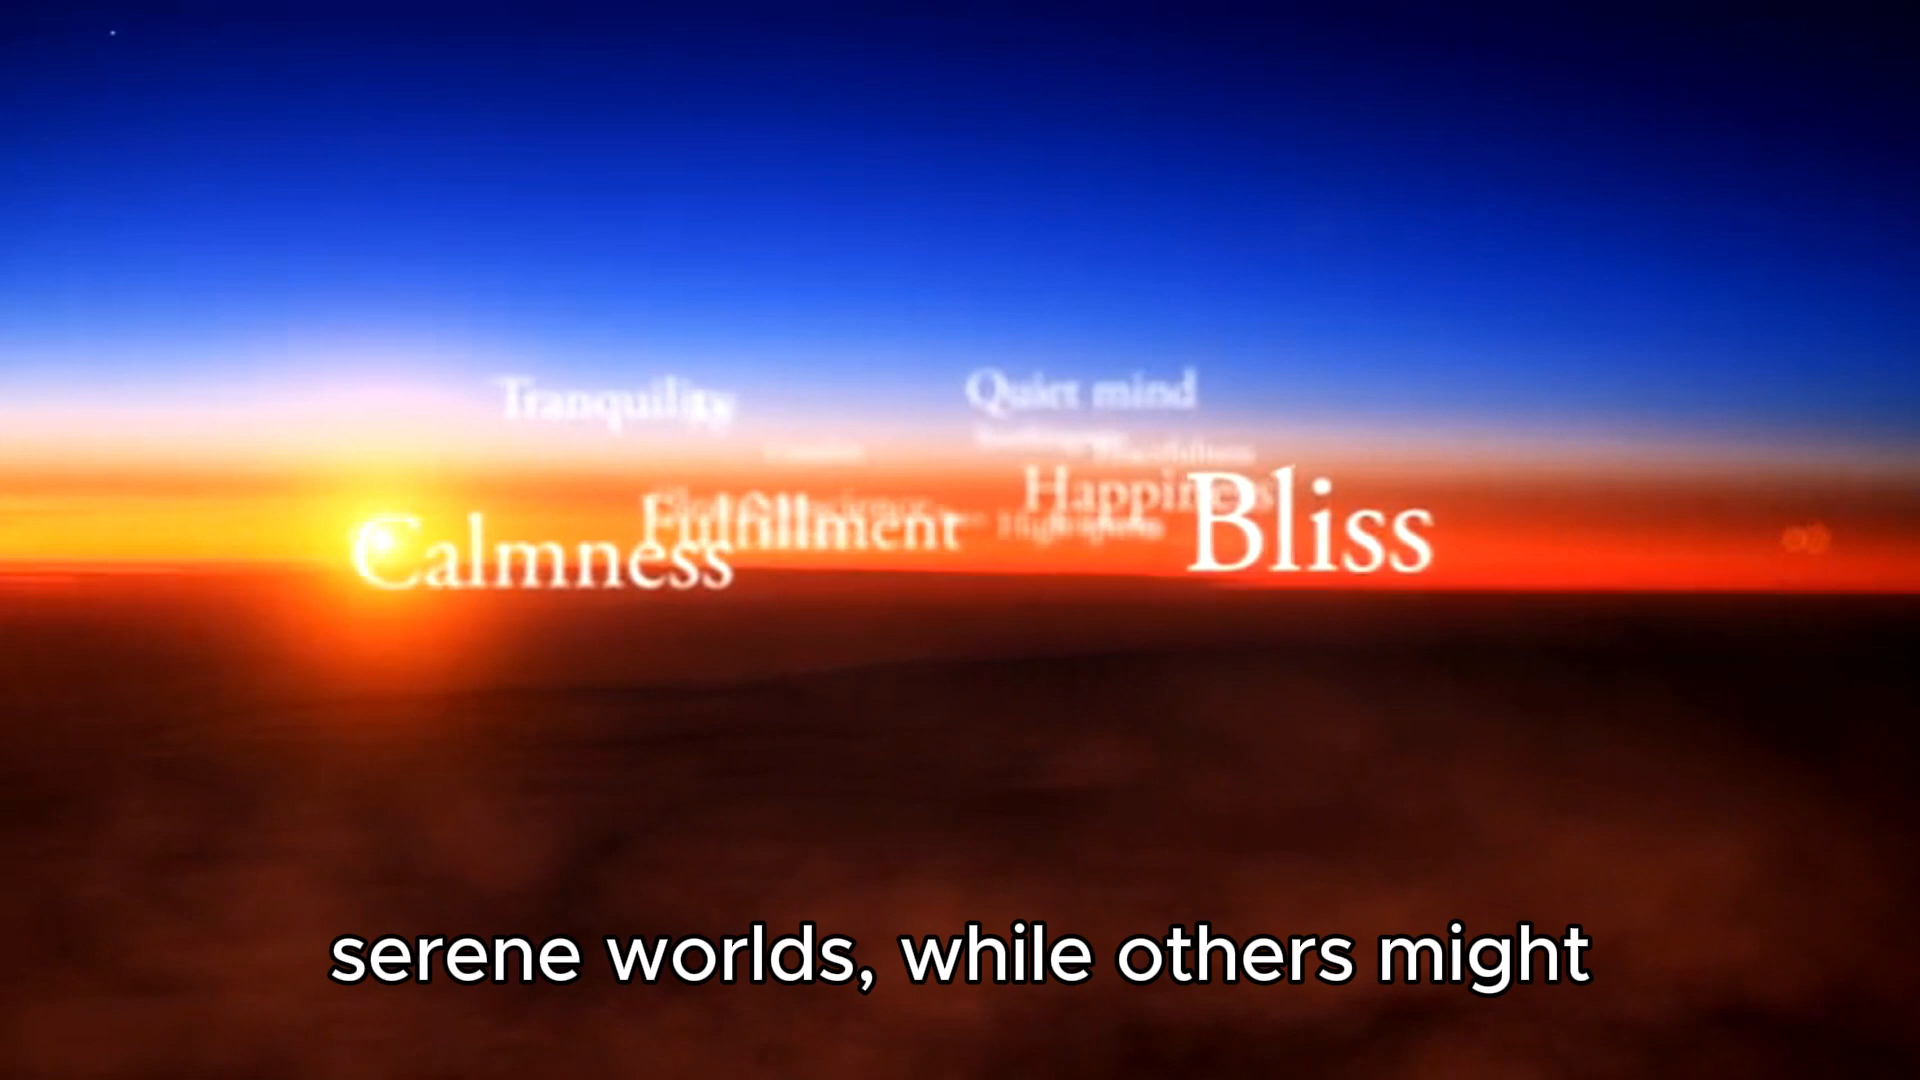 Tranquility
Quiet mind
Happiness
Bliss
Fulfillment
Calmness
serene worlds, while others might